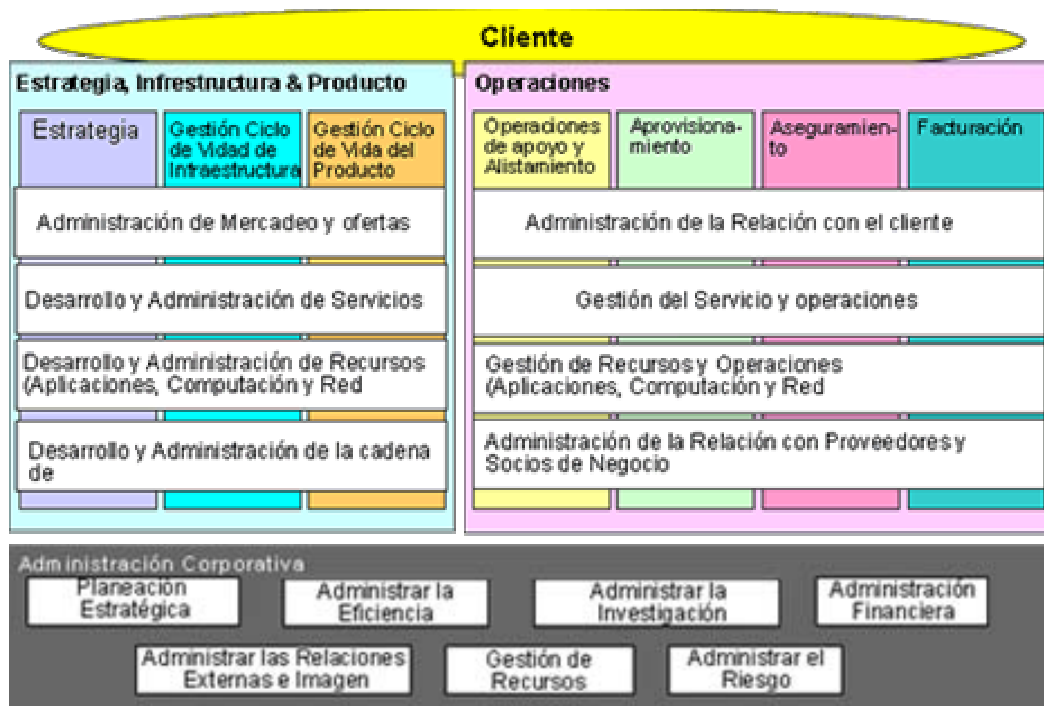 Cliente
Estrategia, Infrestructura & Producto
Operaciones
Estrategia
Gestión Ciclo
de Vidad de
Intraestructura
Gestión Ciclo
de Vida del
Producto
Operaciones
de apoyo y
Alistamiento
Aprovisiona-
miento
Aseguramien-
to
Facturación
Administración de Mercadeo y ofertas
Administración de la Relación con el cliente
Desarrollo y Administración de Servicios
Gestión del Servicio y operaciones
Desarrollo y Administración de Recursos
(Aplicaciones, Computación y Red
Gestión de Recursos y Operaciones
(Aplicaciones, Computación y Red
Desarrollo y Administración de la cadena
de
Administración de la Relación con Proveedores y
Socios de Negocio
Administración Corporativa
Planeación
Estratégica
Administrar la
Eficiencia
Administrar la
Investigación
Administración
Financiera
Administrar las Relaciones
Externas e Imagen
Gestión de
Recursos
Administrar el
Riesgo